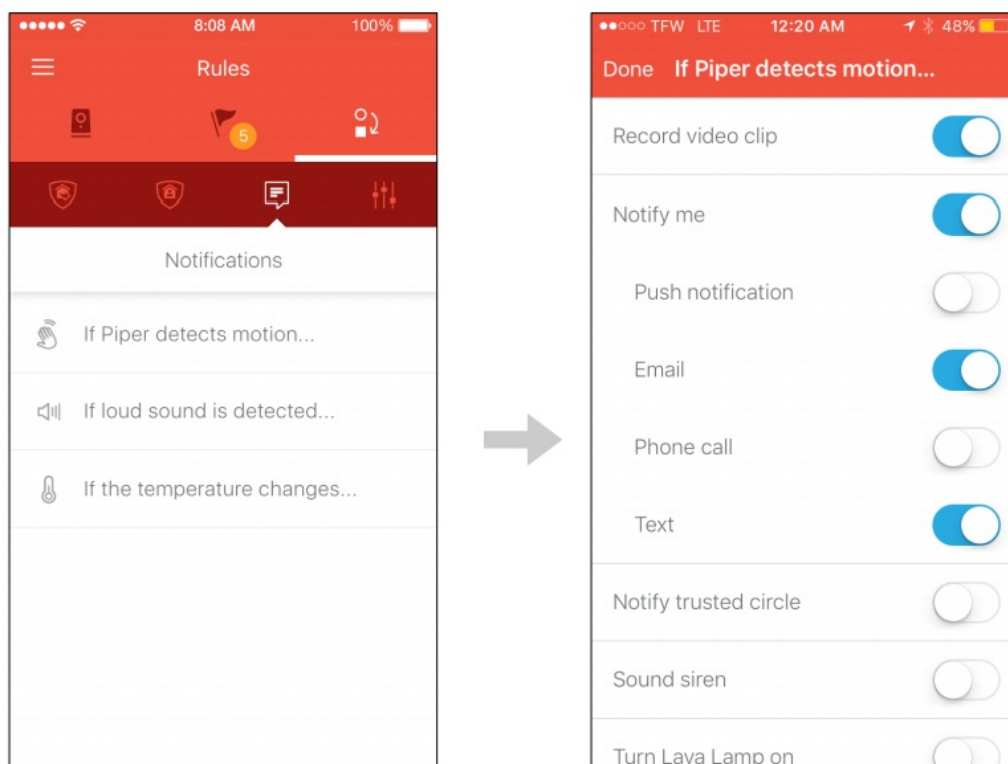 8:08 AM
100%
Rules
5
Notifications
If Piper detects motion...
If loud sound is detected...
If the temperature changes...
TFW LTE
12:20 AM
48%
Done
If Piper detects motion...
Record video clip
Notify me
Push notification
Email
Phone call
Text
Notify trusted circle
Sound siren
Turn Lava Lamp on